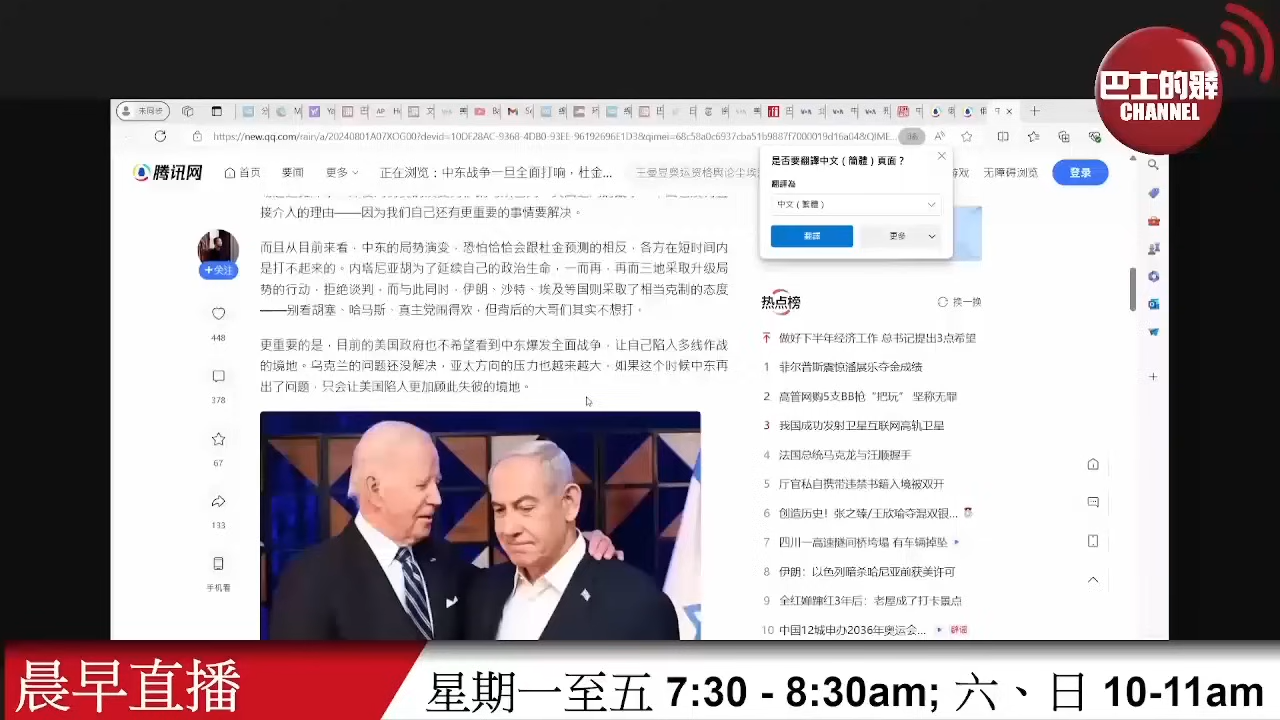 巴士的報
CHANNEL
未同步
https://new.qq.com/rain/a/20240801A07XOG00?devid=10DF28AC-9368-4DB0-93EE-96192696E1D3&qimei=68c58a0c6937cba51b9887f7000019d16a04&QIME...
腾讯网
首页
要闻
更多
正在浏览：中东战争一旦全面打响，杜金...
无障碍浏览
登录
是否要翻譯中文（簡體）頁面？
翻譯為
中文（繁體）
翻譯
更多
接介入的理由——因为我们自己还有更重要的事情要解决。
而且从目前来看，中东的局势演变，恐怕恰恰会跟杜金预测的相反，各方在短时间内
是打不起来的。内塔尼亚胡为了延续自己的政治生命，一而再，再而三地采取升级局
势的行动，拒绝谈判，而与此同时，伊朗、沙特、埃及等国则采取了相当克制的态度
——别看胡塞、哈马斯、真主党闹得欢，但背后的大哥们其实不想打，
更重要的是，目前的美国政府也不希望看到中东爆发全面战争，让自己陷入多线作战
的境地。乌克兰的问题还没解决，亚太方向的压力也越来越大，如果这个时候中东再
出了问题，只会让美国陷入更加顾此失彼的境地。
+关注
448
378
67
133
手机看
热点榜
换一换
做好下半年经济工作 总书记提出3点希望
1 菲尔普斯震惊潘展乐夺金成绩
2 高管网购5支BB枪“把玩” 坚称无罪
3 我国成功发射卫星互联网高轨卫星
4 法国总统马克龙与汪顺握手
5 厅官私自携带违禁书籍入境被双开
6 创造历史！张之臻/王欣瑜夺混双银...
7 四川一高速隧间桥垮塌 有车辆掉坠
8 伊朗：以色列暗杀哈尼亚前获美许可
9 全红婵蹿红3年后：老屋成了打卡景点
10 中国12城申办2036年奥运会... 辟谣
晨早直播
星期一至五 7:30 - 8:30am; 六、日 10-11am